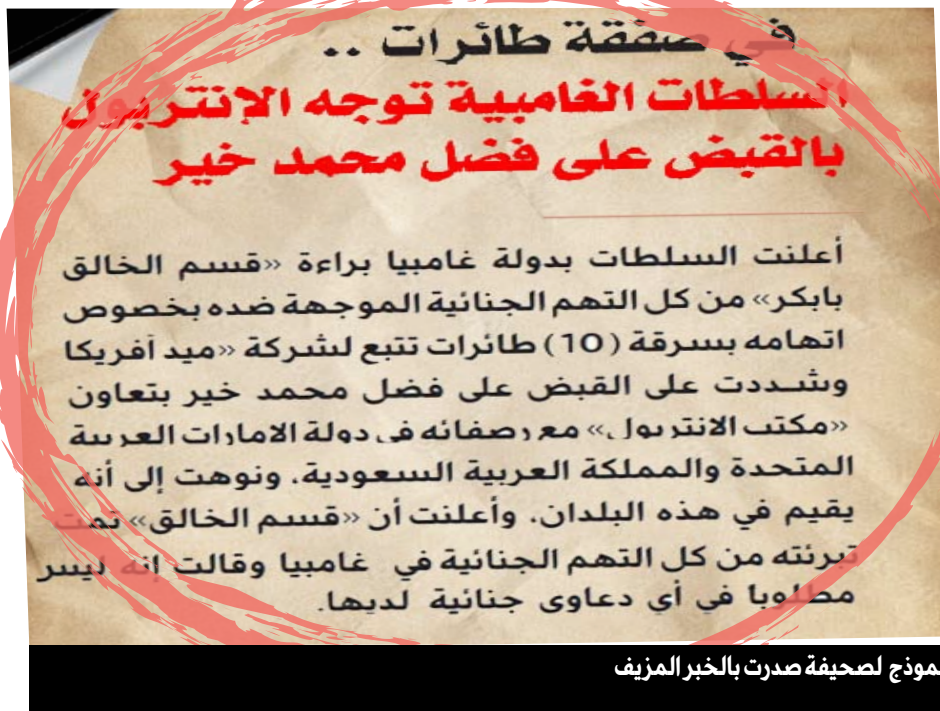 في صفقة طائرات ..
السلطات الغامبية توجه الإنتربول
بالقبض على فضل محمد خير
أعلنت السلطات بدولة غامبيا براءة «قسم الخالق
بابكر» من كل التهم الجنائية الموجهة ضده بخصوص
اتهامه بسرقة (10) طائرات تتبع لشركة «ميد آفريكا
وشددت على القبض على فضل محمد خير بتعاون
«مكتب الانتربول» مع رصفائه في دولة الامارات العربية
المتحدة والمملكة العربية السعودية. ونوهت إلى أنه
يقيم في هذه البلدان. وأعلنت أن «قسم الخالق» تمت
تبرئته من كل التهم الجنائية في غامبيا وقالت إنه ليس
مطلوبا في أي دعاوى جنائية لديها.
نموذج لصحيفة صدرت بالخبر المزيف